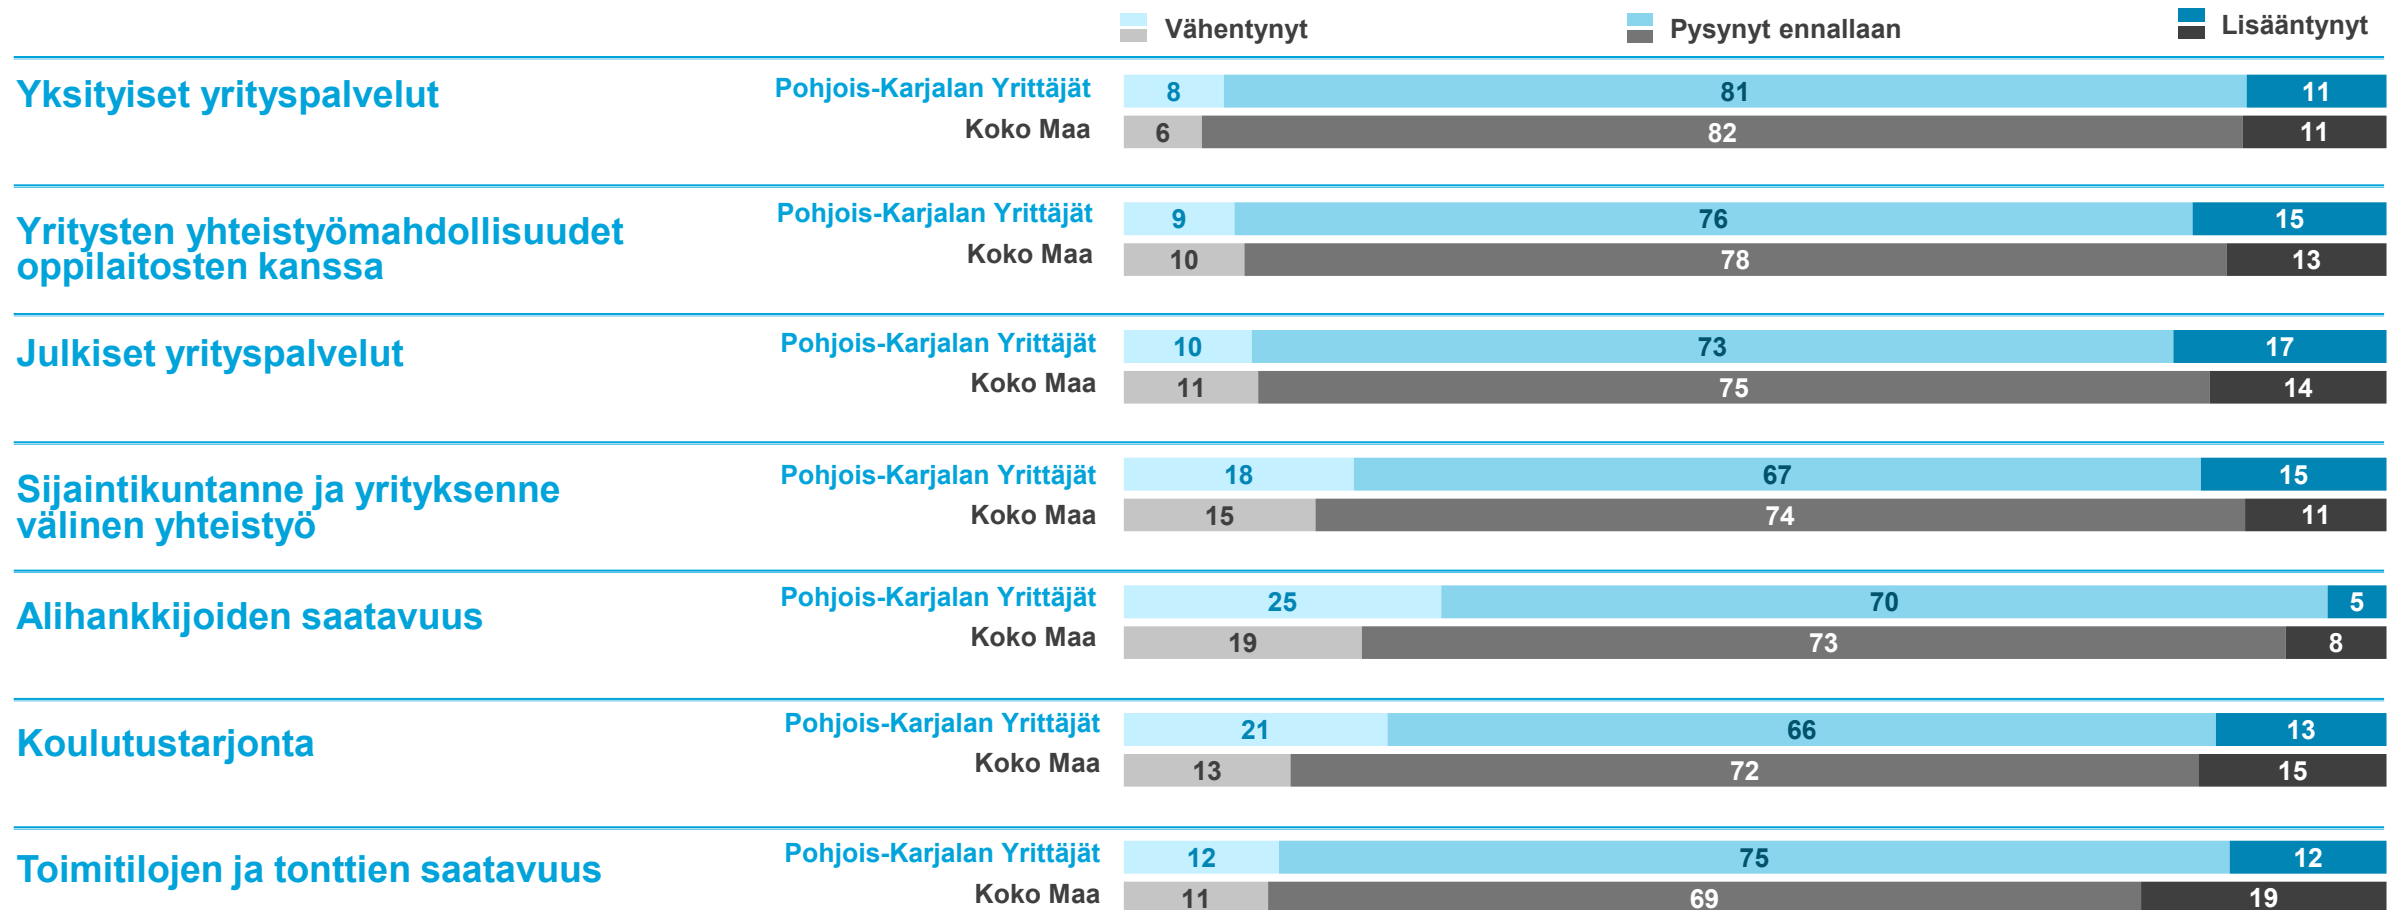 Vähentynyt Pysynyt ennallaan Lisääntynyt
Yksityiset yrityspalvelut
Pohjois-Karjalan Yrittäjät 8 81 11
Koko Maa 6 82 11
Yritysten yhteistyömahdollisuudet
oppilaitosten kanssa
Pohjois-Karjalan Yrittäjät 9 76 15
Koko Maa 10 78 13
Julkiset yrityspalvelut
Pohjois-Karjalan Yrittäjät 10 73 17
Koko Maa 11 75 14
Sijaintikuntanne ja yrityksenne
välinen yhteistyö
Pohjois-Karjalan Yrittäjät 18 67 15
Koko Maa 15 74 11
Alihankkijoiden saatavuus
Pohjois-Karjalan Yrittäjät 25 70 5
Koko Maa 19 73 8
Koulutustarjonta
Pohjois-Karjalan Yrittäjät 21 66 13
Koko Maa 13 72 15
Toimitilojen ja tonttien saatavuus
Pohjois-Karjalan Yrittäjät 12 75 12
Koko Maa 11 69 19